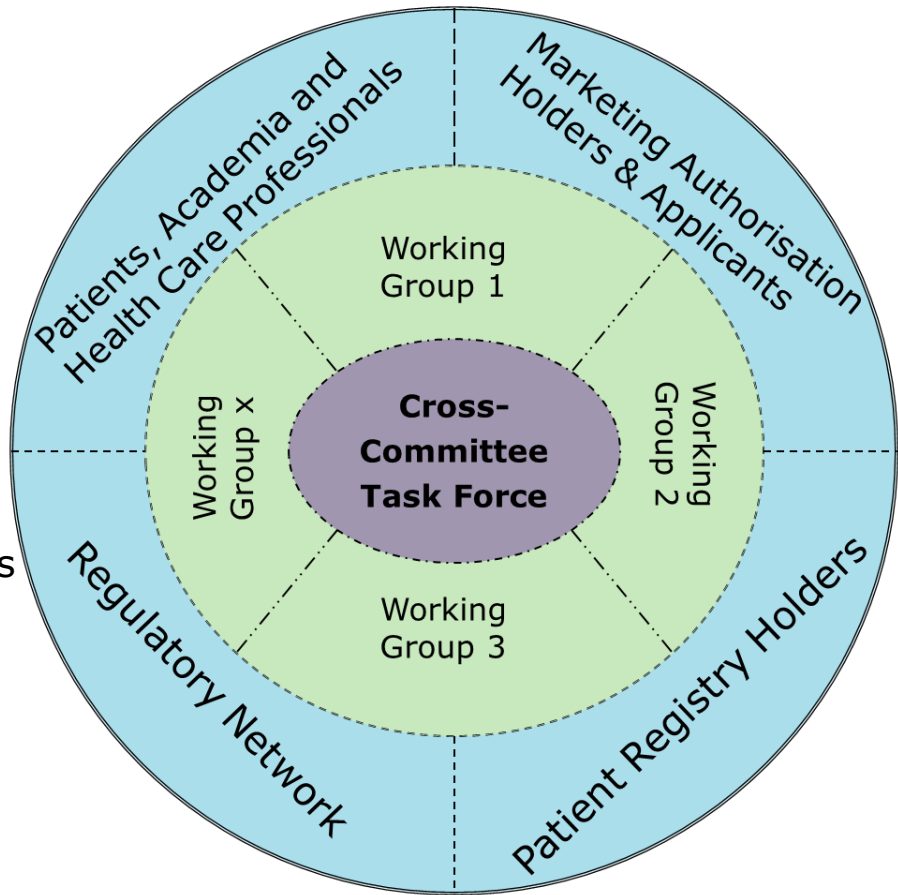 Patients, Academia and
Health Care Professionals
Marketing Authorisation
Holders & Applicants
Working
Group 1
Working
Group x
Cross-
Committee
Task Force
Working
Group 2
s
Working
Group 3
Regulatory Network
Patient Registry Holders